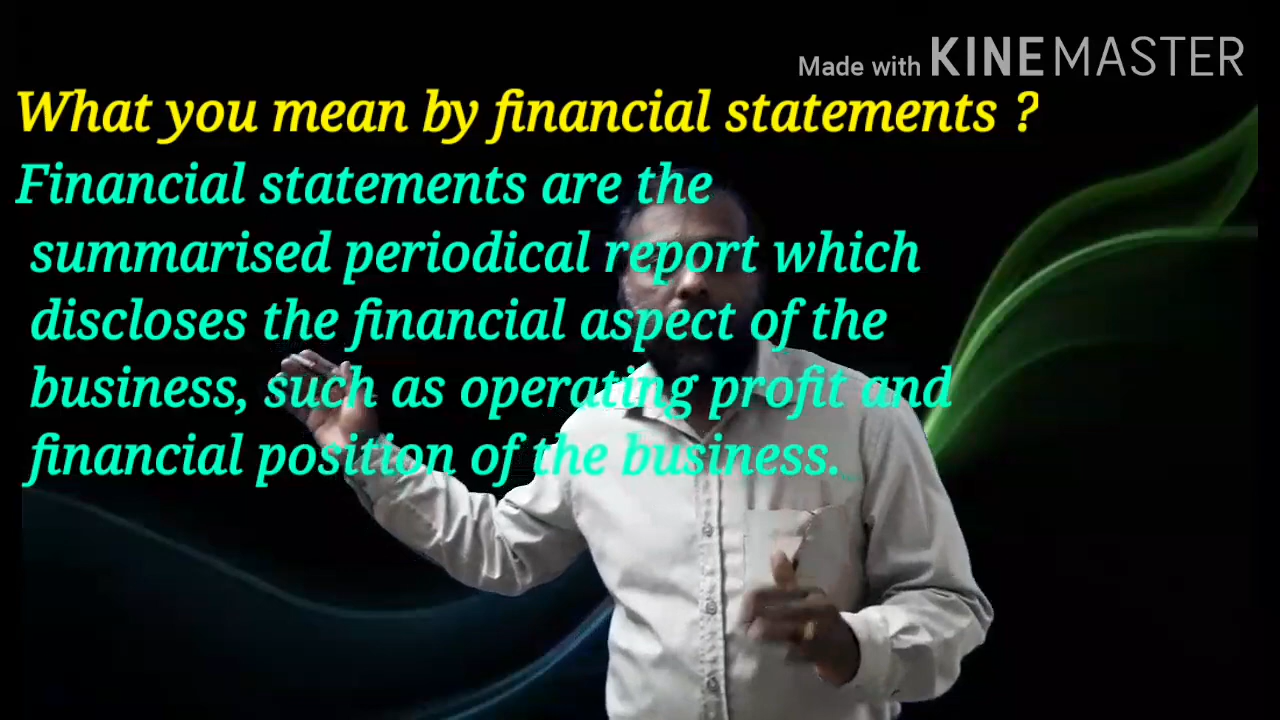 Made with KINEMASTER
What you mean by financial statements ?
Financial statements are the
summarised periodical report which
discloses the financial aspect of the
business, such as operating profit and
financial position of the business.